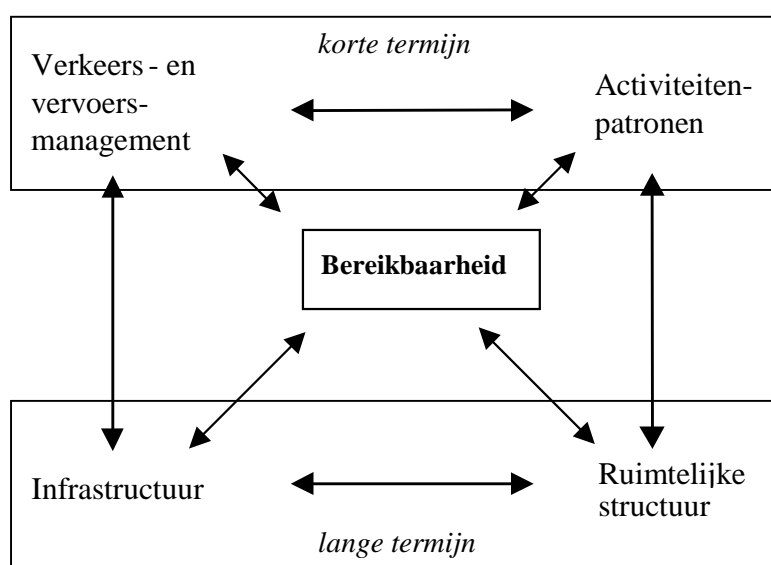 korte termijn
Verkeers - en
vervoers-
management
Activiteiten-
patronen
Bereikbaarheid
Infrastructuur
Ruimtelijke
structuur
lange termijn